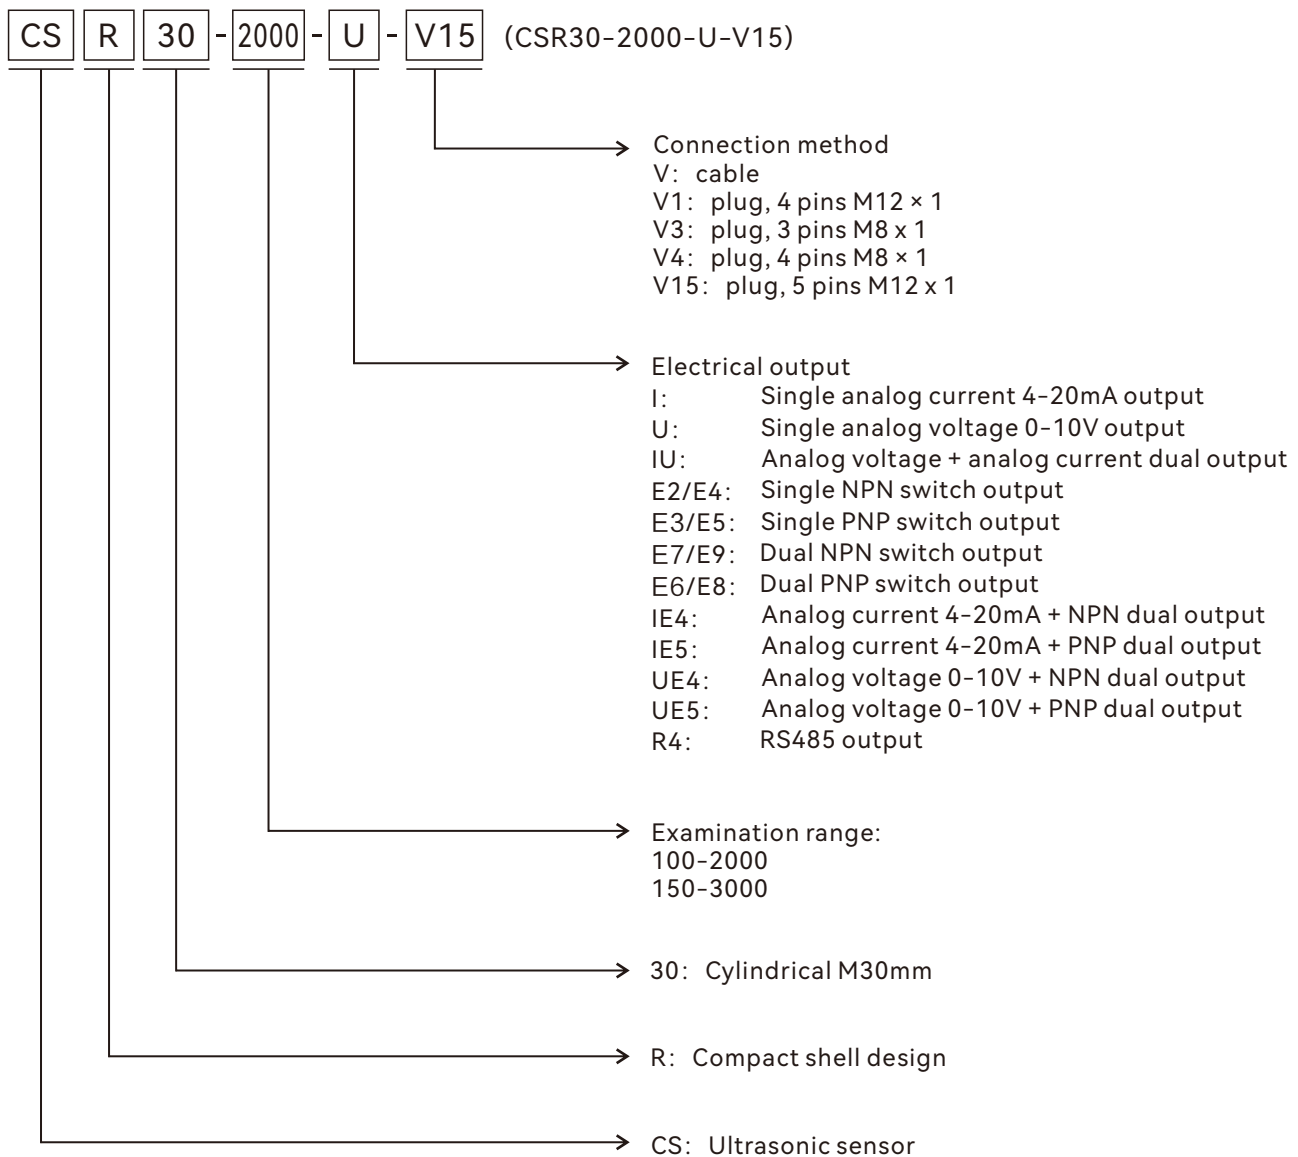 CS R 30 - 2000 - U - V15 (CSR30-2000-U-V15)
Connection method
V: cable
V1: plug, 4 pins M12 × 1
V3: plug, 3 pins M8 x 1
V4: plug, 4 pins M8 × 1
V15: plug, 5 pins M12 x 1
Electrical output
I: Single analog current 4-20mA output
U: Single analog voltage 0-10V output
IU: Analog voltage + analog current dual output
E2/E4: Single NPN switch output
E3/E5: Single PNP switch output
E7/E9: Dual NPN switch output
E6/E8: Dual PNP switch output
IE4: Analog current 4-20mA + NPN dual output
IE5: Analog current 4-20mA + PNP dual output
UE4: Analog voltage 0-10V + NPN dual output
UE5: Analog voltage 0-10V + PNP dual output
R4: RS485 output
Examination range:
100-2000
150-3000
30: Cylindrical M30mm
R: Compact shell design
CS: Ultrasonic sensor